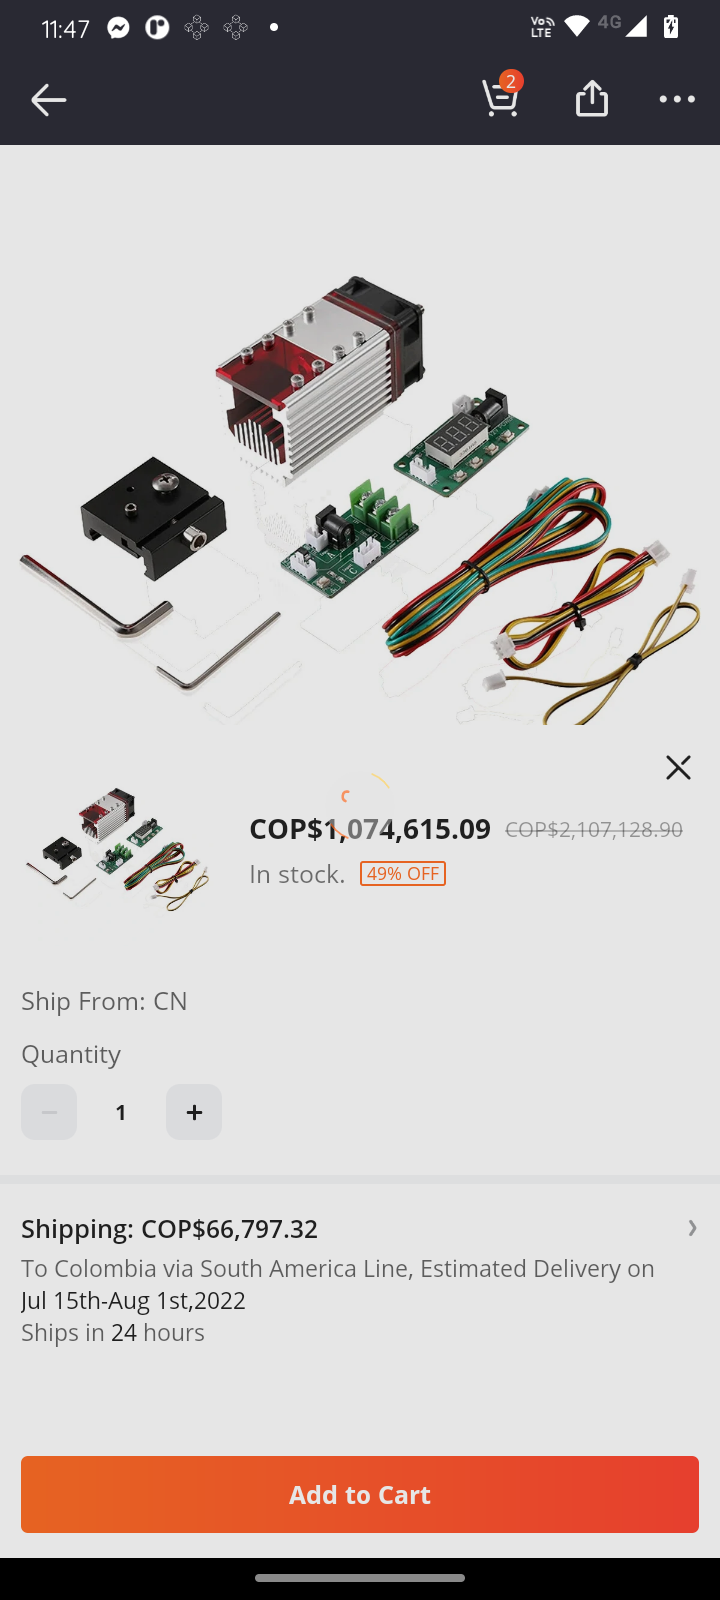 11:47
Vo
LTE
4G
2
COP$1,074,615.09 COP$2,107,128.90
In stock. 49% OFF
Ship From: CN
Quantity
− 1 +
Shipping: COP$66,797.32
To Colombia via South America Line, Estimated Delivery on
Jul 15th-Aug 1st,2022
Ships in 24 hours
Add to Cart